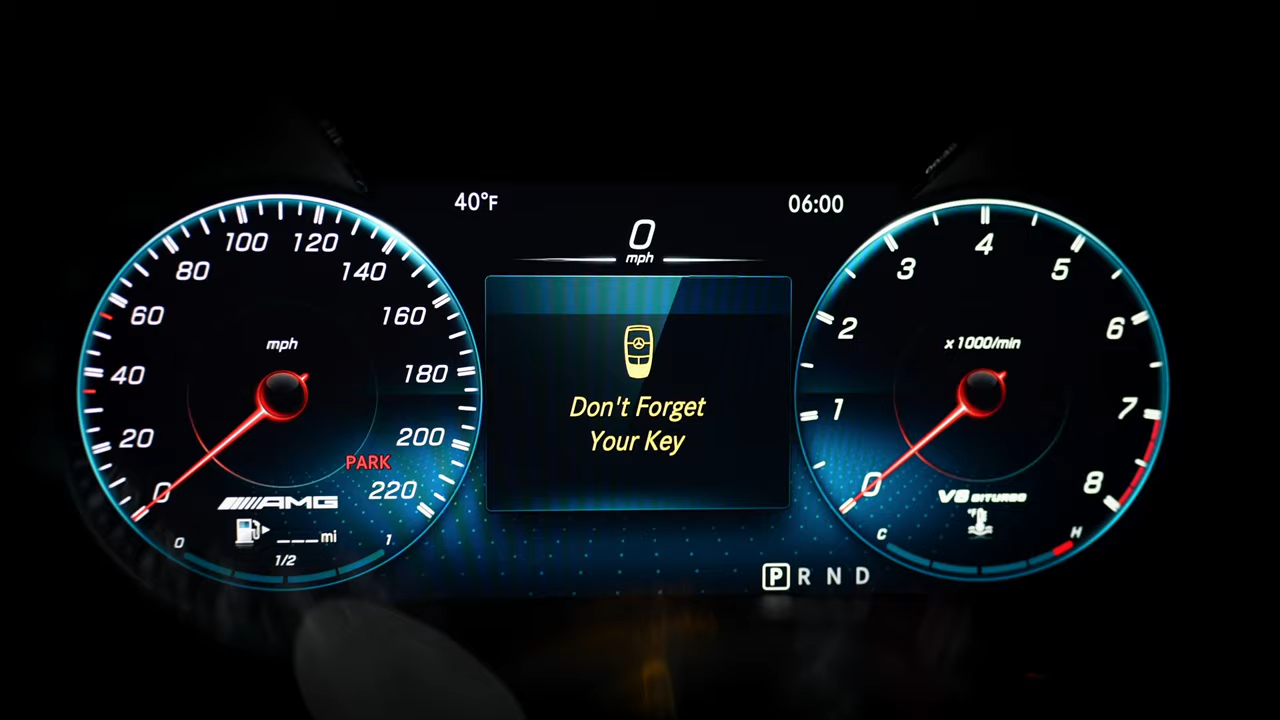 40°F
06:00
0
mph
100 120
80
140
60
160
mph
40
180
20
200
PARK
0
220
AMG
___mi
0
1
1/2
Don't Forget
Your Key
4
3
5
2
6
x1000/min
1
7
0
8
V8 BITURBO
C
H
P R N D